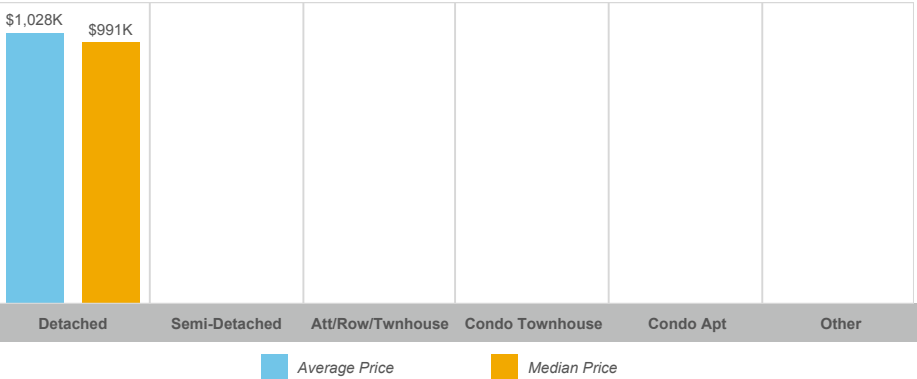 $1,028K
$991K
Detached
Semi-Detached
Att/Row/Twnhouse
Condo Townhouse
Condo Apt
Other
Average Price
Median Price